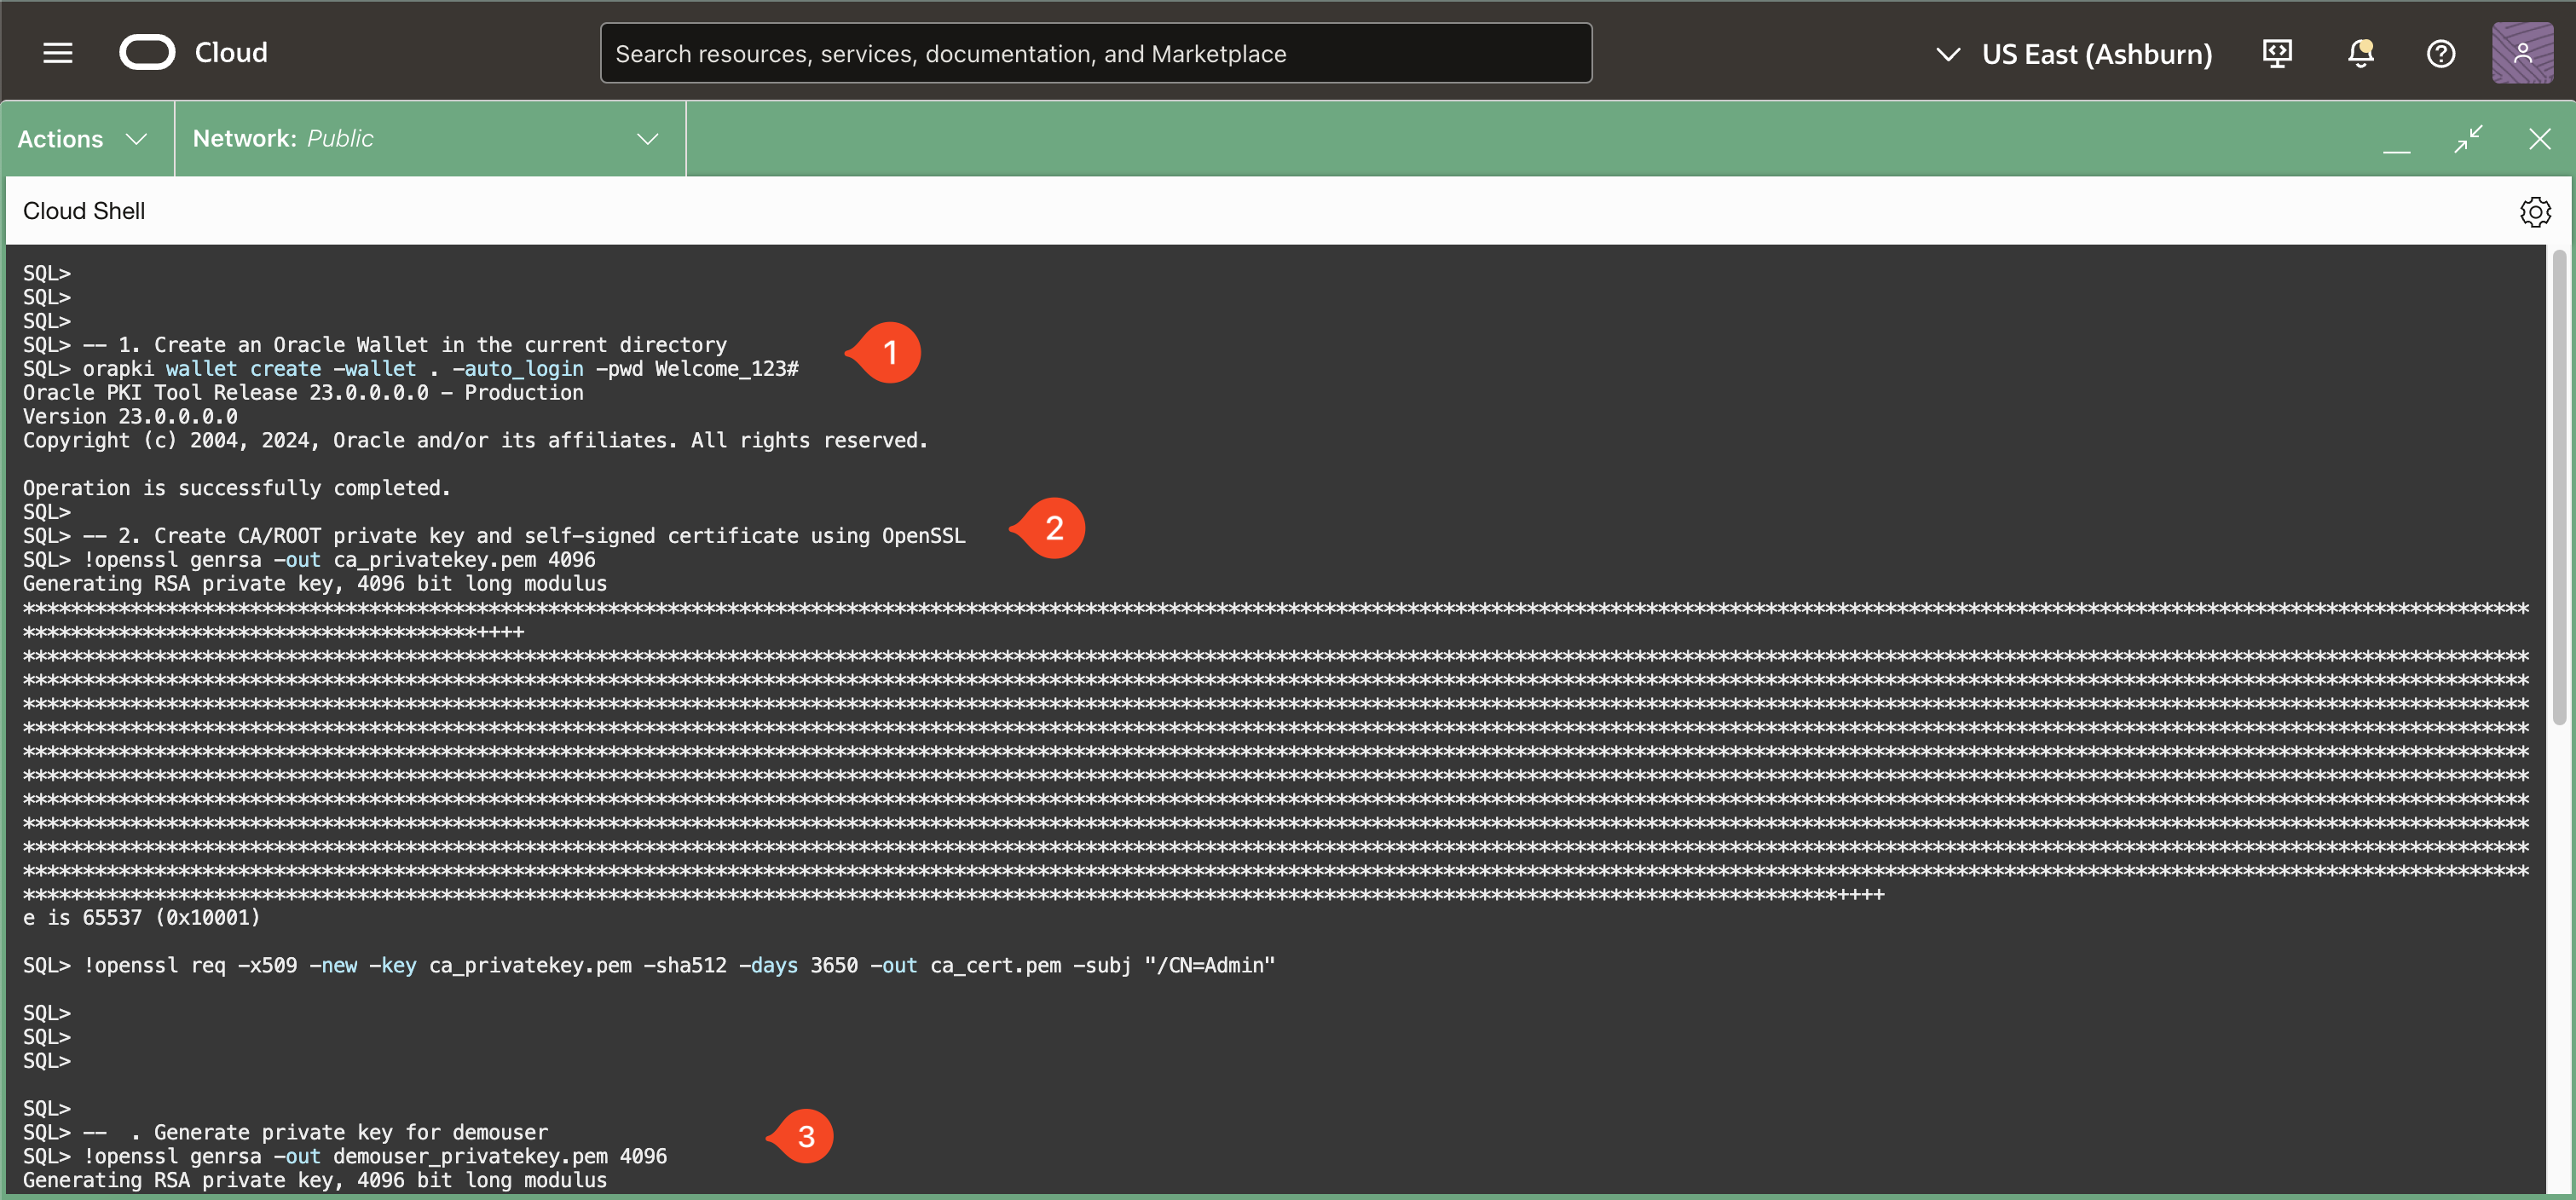 Cloud
Search resources, services, documentation, and Marketplace
US East (Ashburn)
Actions
Network: Public
Cloud Shell
SQL>
SQL>
SQL>
SQL> -- 1. Create an Oracle Wallet in the current directory
1
SQL> orapki wallet create -wallet . -auto_login -pwd Welcome_123#
Oracle PKI Tool Release 23.0.0.0.0 - Production
Version 23.0.0.0.0
Copyright (c) 2004, 2024, Oracle and/or its affiliates. All rights reserved.
Operation is successfully completed.
SQL>
SQL> -- 2. Create CA/ROOT private key and self-signed certificate using OpenSSL
2
SQL> !openssl genrsa -out ca_privatekey.pem 4096
Generating RSA private key, 4096 bit long modulus
******************************************************************************************************************************************************************************************************************
**************************************++++
******************************************************************************************************************************************************************************************************************
******************************************************************************************************************************************************************************************************************
******************************************************************************************************************************************************************************************************************
******************************************************************************************************************************************************************************************************************
******************************************************************************************************************************************************************************************************************
******************************************************************************************************************************************************************************************************************
******************************************************************************************************************************************************************************************************************
******************************************************************************************************************************************************************************************************************
******************************************************************************************************************************************************************************************************************
******************************************************************************************************************************************************************************************************************
********************************************************************************************************************************************************++++
e is 65537 (0x10001)
SQL> !openssl req -x509 -new -key ca_privatekey.pem -sha512 -days 3650 -out ca_cert.pem -subj "/CN=Admin"
SQL>
SQL>
SQL>
SQL>
SQL> --  . Generate private key for demouser
3
SQL> !openssl genrsa -out demouser_privatekey.pem 4096
Generating RSA private key, 4096 bit long modulus